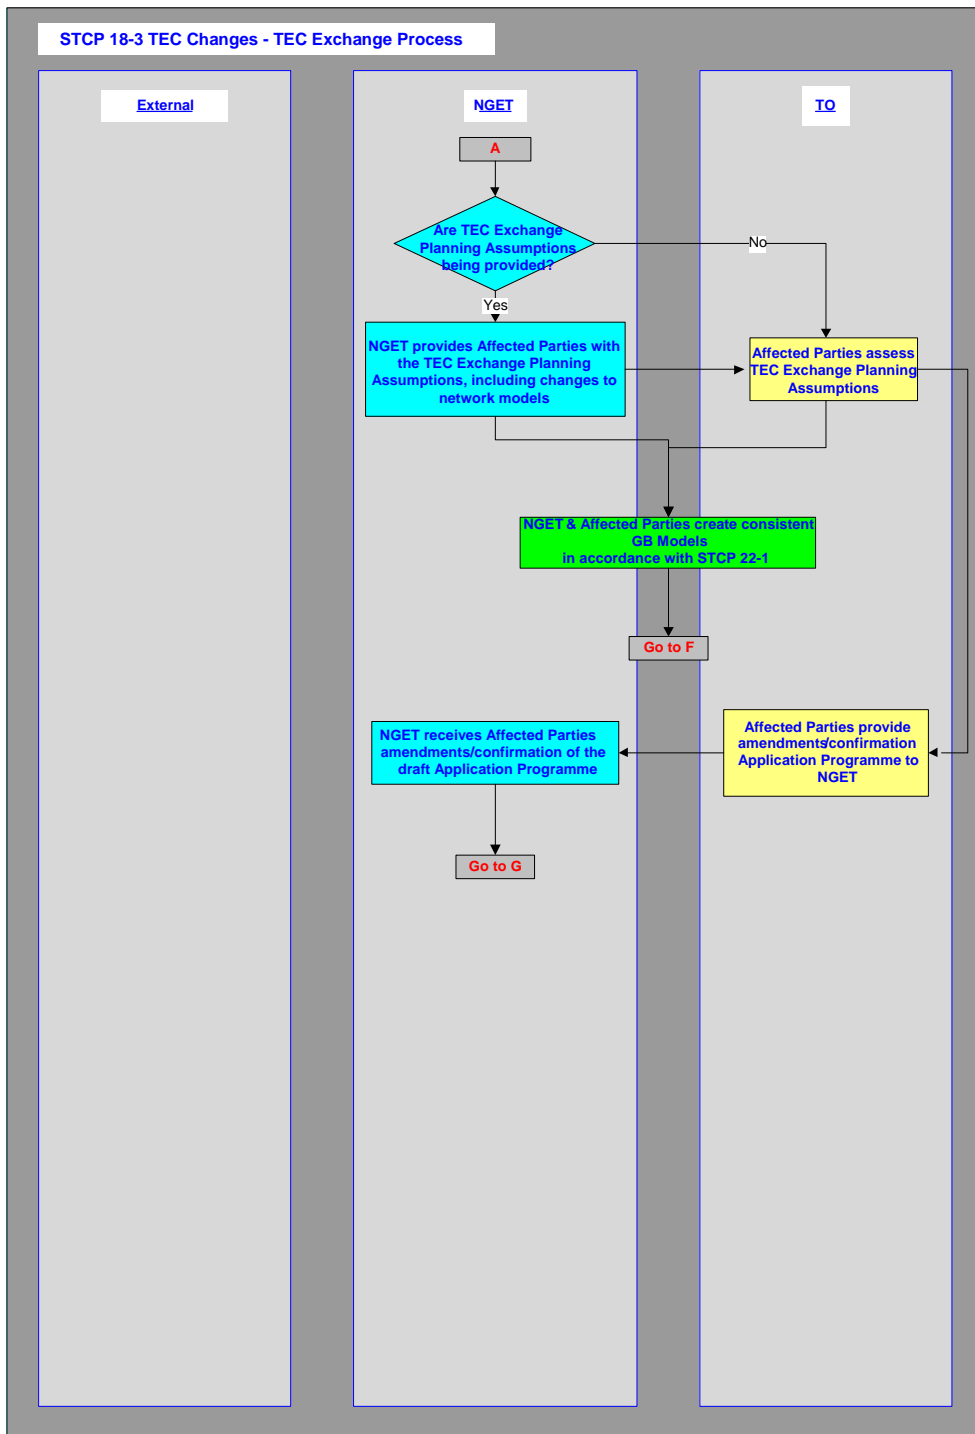 STCP 18-3 TEC Changes - TEC Exchange Process
External
NGET
TO
A
Are TEC Exchange
Planning Assumptions
being provided?
No
Yes
NGET provides Affected Parties with
the TEC Exchange Planning
Assumptions, including changes to
network models
Affected Parties assess
TEC Exchange Planning
Assumptions
NGET & Affected Parties create consistent
GB Models
in accordance with STCP 22-1
Go to F
NGET receives Affected Parties
amendments/confirmation of the
draft Application Programme
Affected Parties provide
amendments/confirmation
Application Programme to
NGET
Go to G